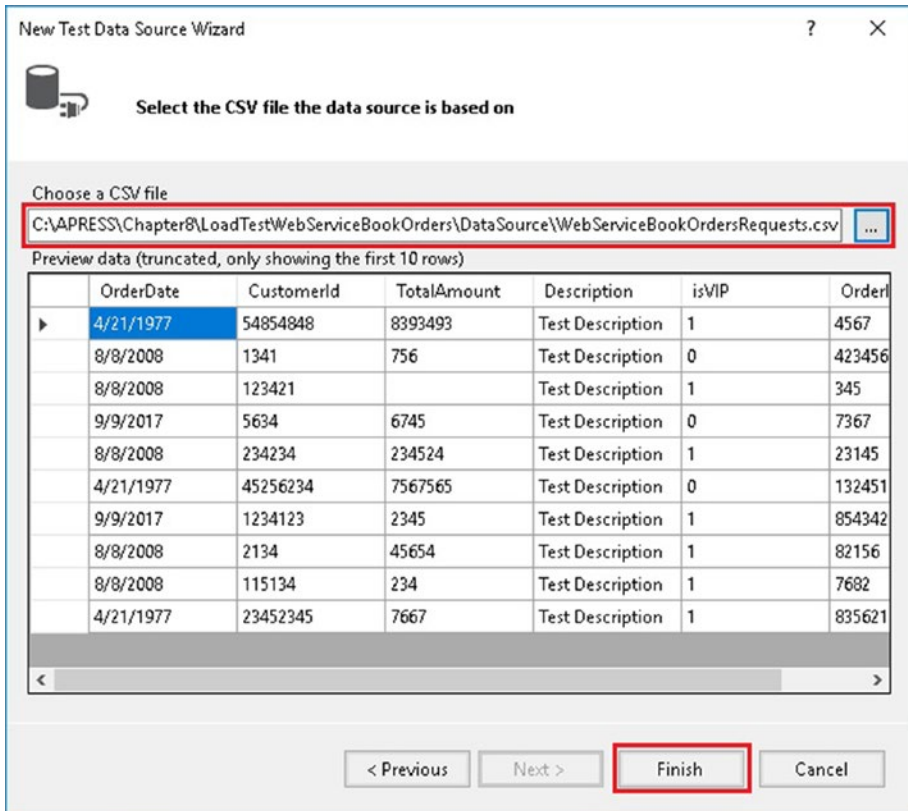 New Test Data Source Wizard ? ×
Select the CSV file the data source is based on
Choose a CSV file
C:\APRESS\Chapter8\LoadTestWebServiceBookOrders\DataSource\WebServiceBookOrdersRequests.csv ...
Preview data (truncated, only showing the first 10 rows)
OrderDate CustomerId TotalAmount Description isVIP OrderI
4/21/1977 54854848 8393493 Test Description 1 4567
8/8/2008 1341 756 Test Description 0 423456
8/8/2008 123421 Test Description 1 345
9/9/2017 5634 6745 Test Description 0 7367
8/8/2008 234234 234524 Test Description 1 23145
4/21/1977 45256234 7567565 Test Description 0 132451
9/9/2017 1234123 2345 Test Description 1 854342
8/8/2008 2134 45654 Test Description 1 82156
8/8/2008 115134 234 Test Description 1 7682
4/21/1977 23452345 7667 Test Description 1 835621
< Previous Next > Finish Cancel